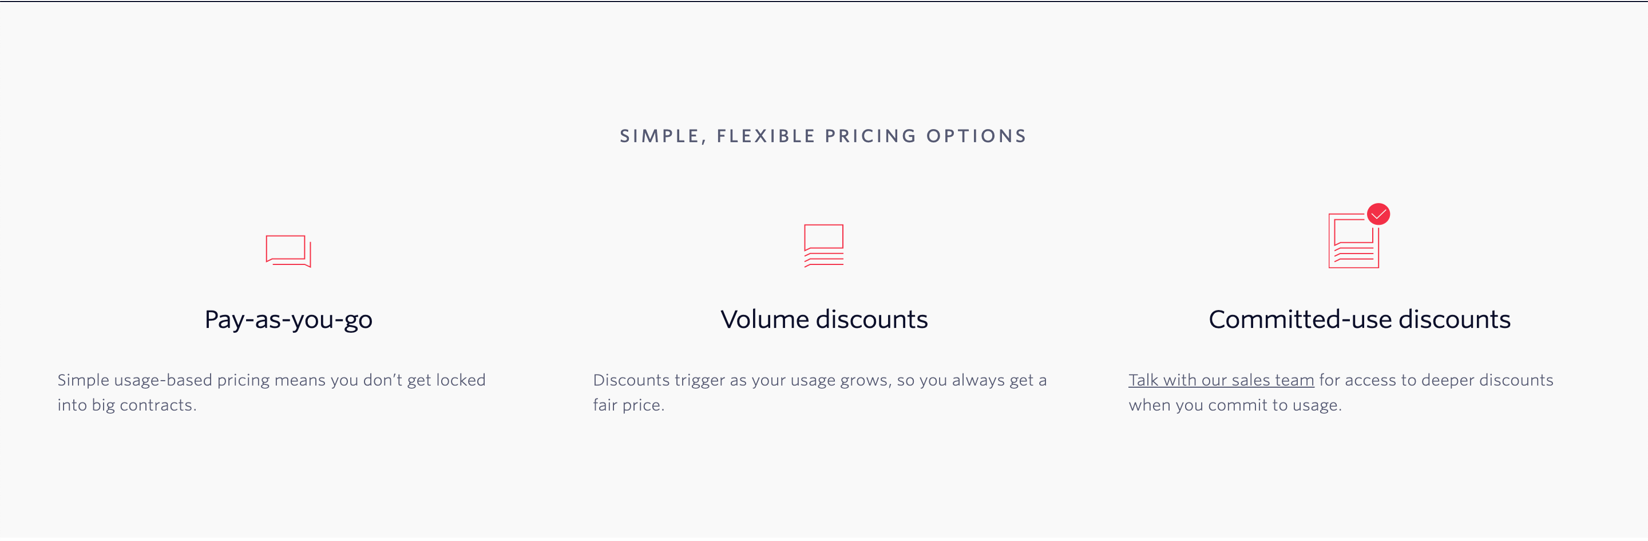 SIMPLE, FLEXIBLE PRICING OPTIONS
Pay-as-you-go
Simple usage-based pricing means you don’t get locked
into big contracts.
Volume discounts
Discounts trigger as your usage grows, so you always get a
fair price.
Committed-use discounts
Talk with our sales team for access to deeper discounts
when you commit to usage.